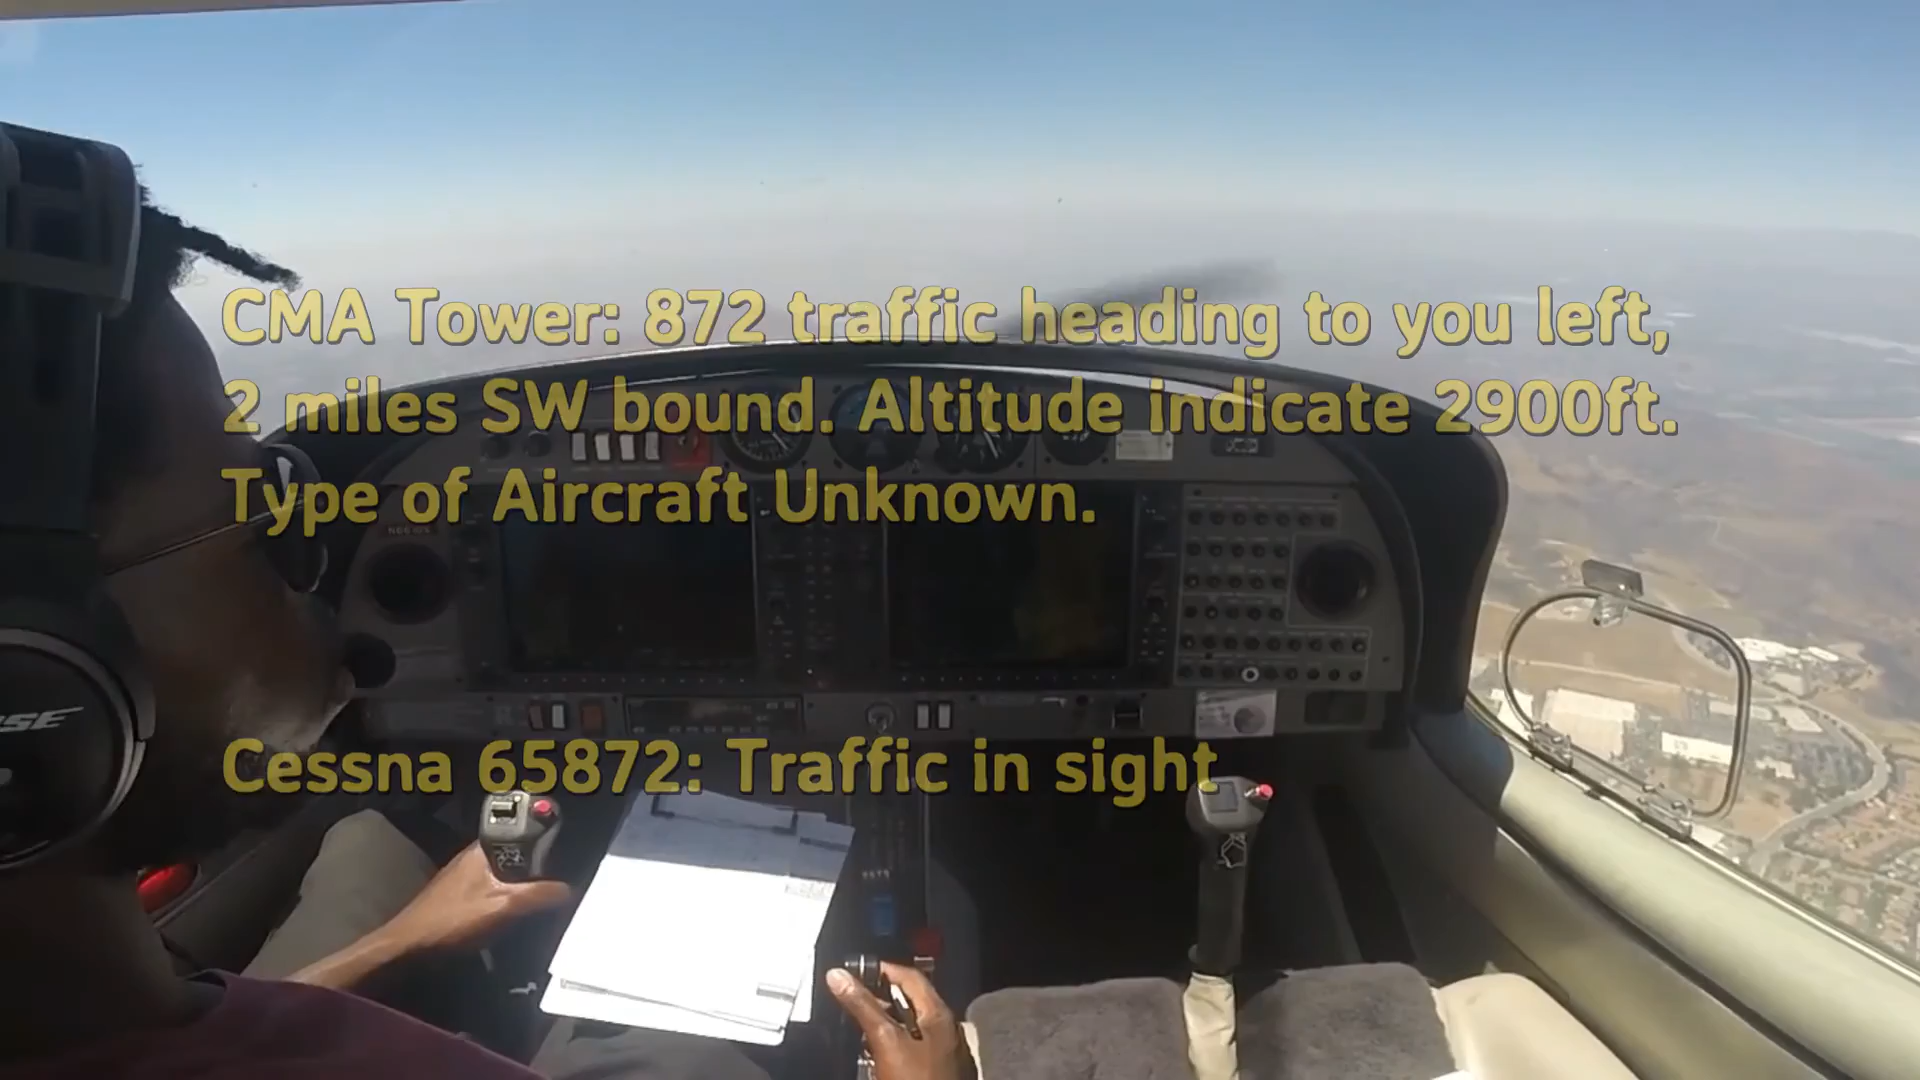 CMA Tower: 872 traffic heading to you left,
2 miles SW bound. Altitude indicate 2900ft.
Type of Aircraft Unknown.
Cessna 65872: Traffic in sight